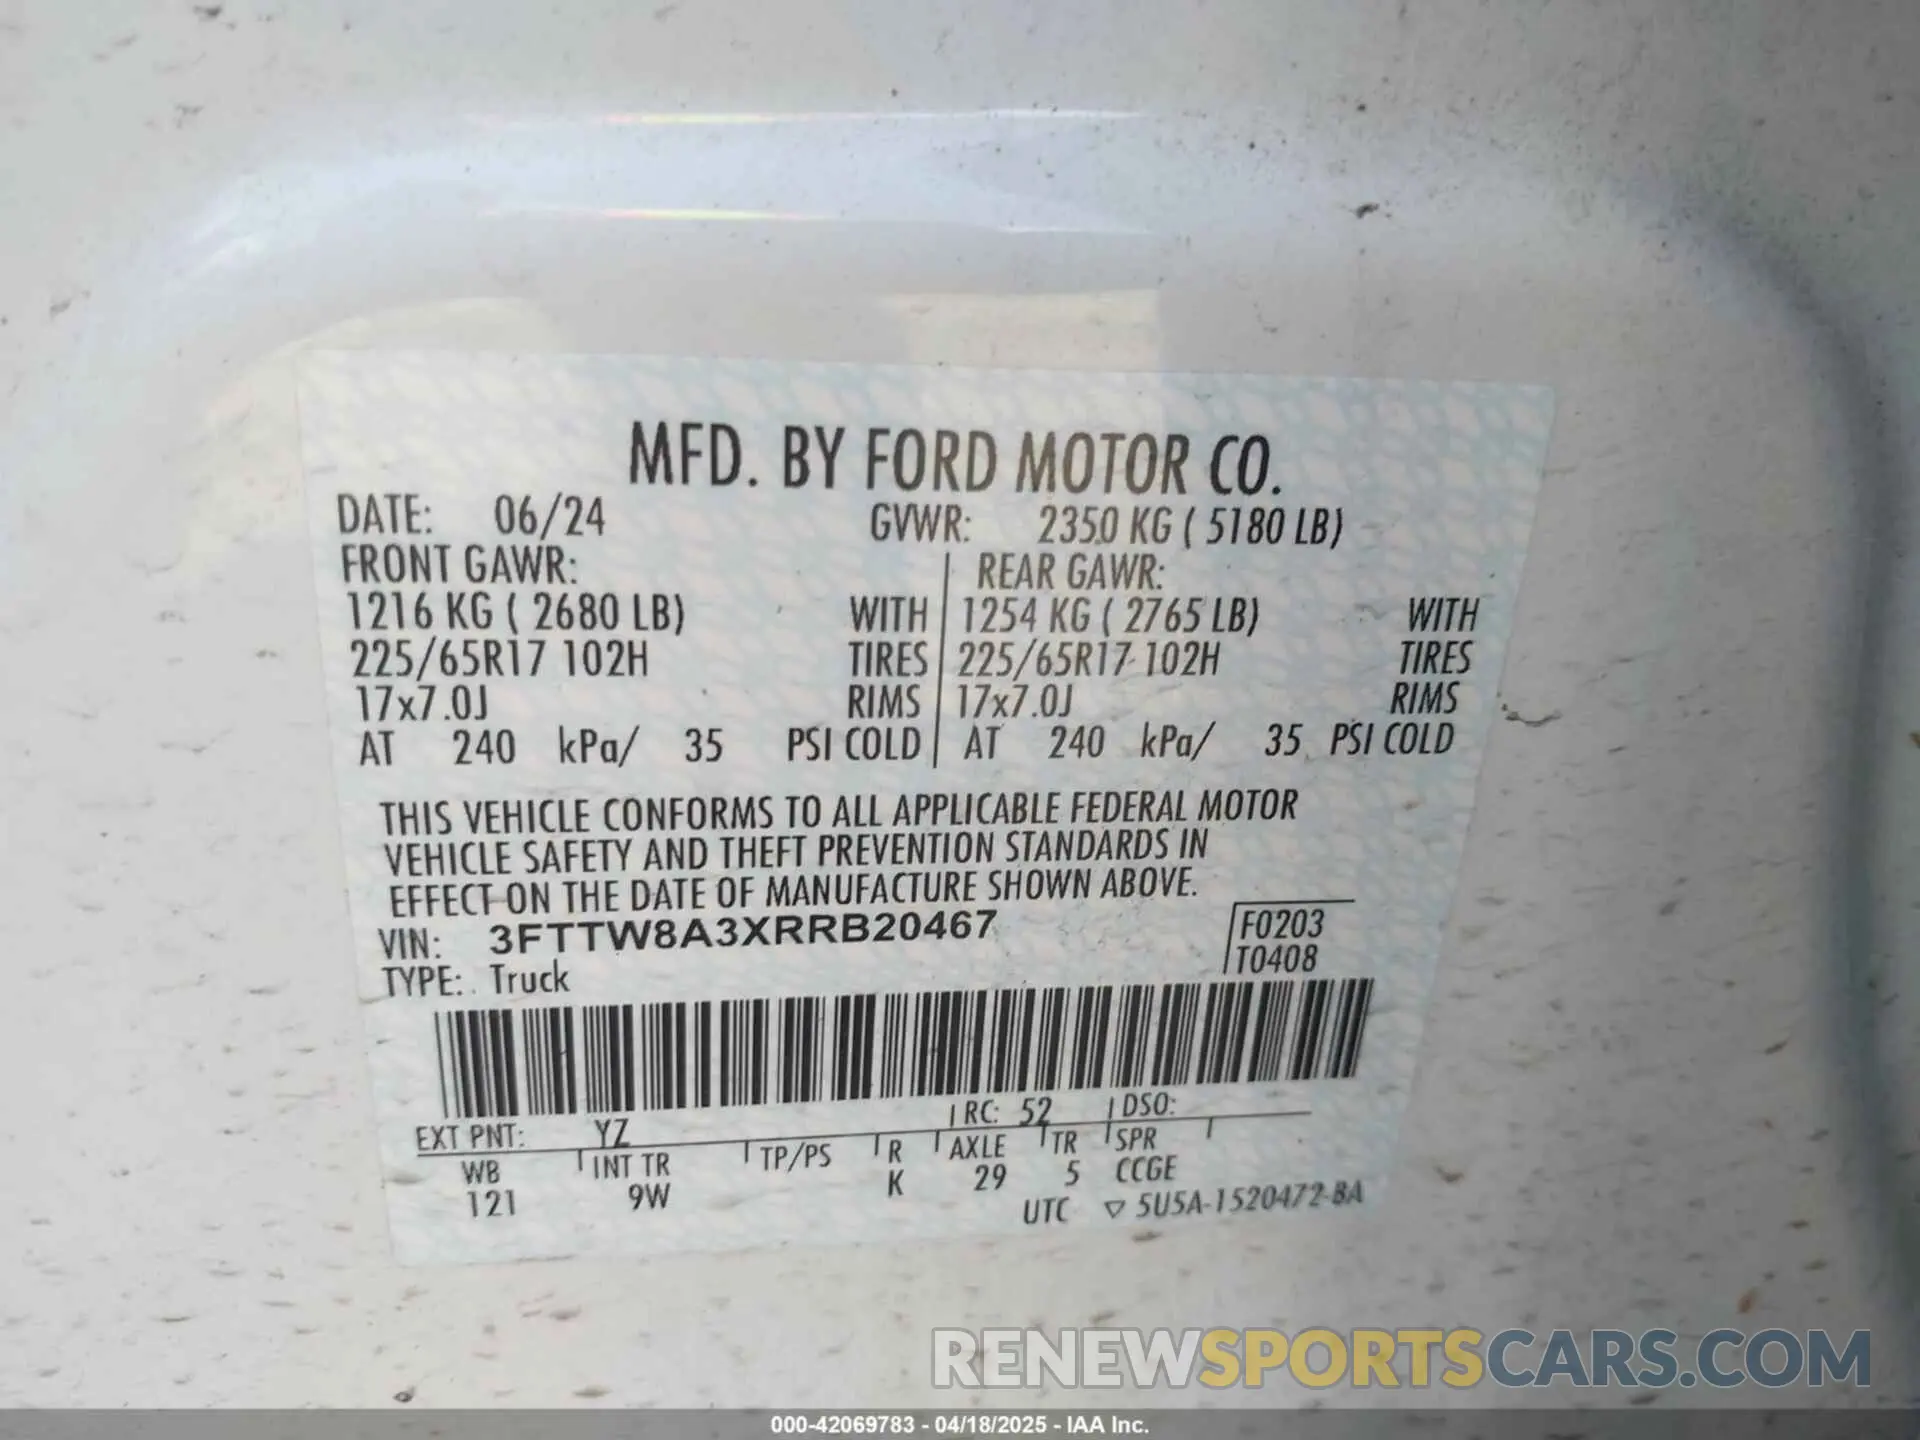 MFD. BY FORD MOTOR CO.
DATE: 06/24 GVWR: 2350 KG ( 5180 LB)
FRONT GAWR: REAR GAWR:
1216 KG ( 2680 LB) WITH 1254 KG ( 2765 LB) WITH
225/65R17 102H TIRES 225/65R17 102H TIRES
17x7.0J RIMS 17x7.0J RIMS
AT 240 kPa/ 35 PSI COLD AT 240 kPa/ 35 PSI COLD
THIS VEHICLE CONFORMS TO ALL APPLICABLE FEDERAL MOTOR
VEHICLE SAFETY AND THEFT PREVENTION STANDARDS IN
EFFECT ON THE DATE OF MANUFACTURE SHOWN ABOVE.
VIN: 3FTTW8A3XRRB20467 F0203
TYPE: Truck T0408
EXT PNT: YZ RC: 52 DSO:
WB INT TR TP/PS R AXLE TR SPR
121 9W K 29 5 CCGE
UTC ▽ 5U5A-1520472-BA
RENEWSPORTSCARS.COM
000-42069783 - 04/18/2025 - IAA Inc.